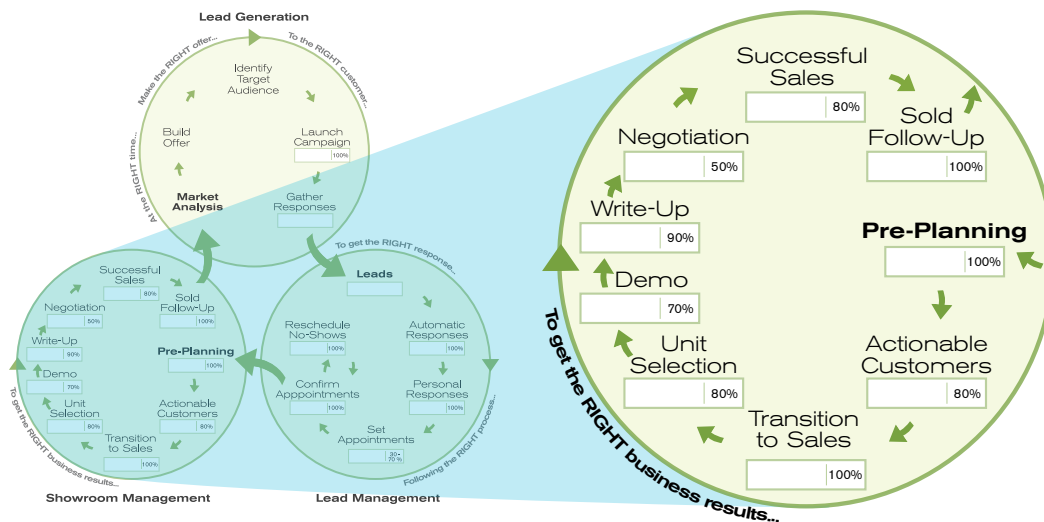 Lead Generation
Make the RIGHT offer...
To the RIGHT customer...
At the RIGHT time...
Identify
Target
Audience
Launch
Campaign
100%
Gather
Responses
Build
Offer
Market
Analysis
To get the RIGHT response...
Leads
Automatic
Responses
100%
Personal
Responses
100%
Set
Appointments
30-
70 %
Confirm
Appointments
100%
Reschedule
No-Shows
100%
Following the RIGHT process...
Lead Management
Successful
Sales
80%
Sold
Follow-Up
100%
Pre-Planning
100%
Actionable
Customers
80%
Transition
to Sales
100%
Unit
Selection
80%
Demo
70%
Write-Up
90%
Negotiation
50%
To get the RIGHT business results...
Showroom Management
Successful
Sales
80%
Sold
Follow-Up
100%
Pre-Planning
100%
Actionable
Customers
80%
Transition
to Sales
100%
Unit
Selection
80%
Demo
70%
Write-Up
90%
Negotiation
50%
To get the RIGHT business results...